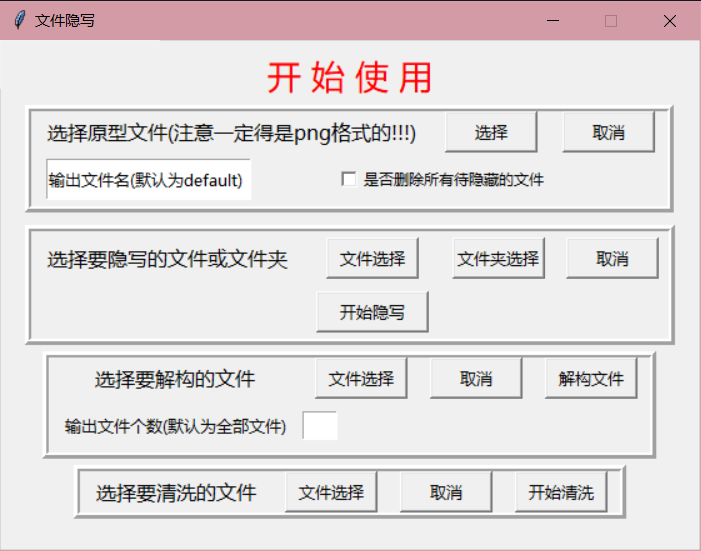 文件隐写
开始使用
选择原型文件(注意一定得是png格式的!!!) 选择 取消
输出文件名(默认为default) 是否删除所有待隐藏的文件
选择要隐写的文件或文件夹 文件选择 文件夹选择 取消
开始隐写
选择要解构的文件 文件选择 取消 解构文件
输出文件个数(默认为全部文件)
选择要清洗的文件 文件选择 取消 开始清洗